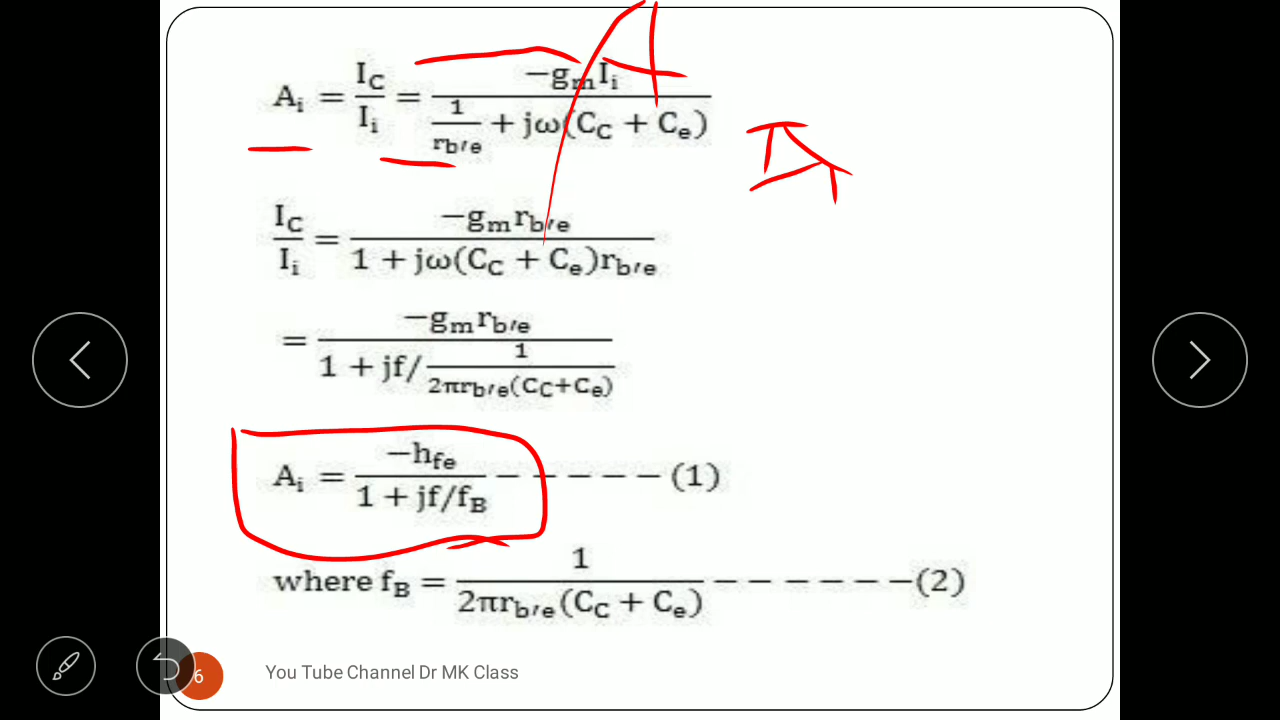 A_i = I_C / I_i = −g_m I_i / (1/r_b′e + jω(C_C + C_e))
I_C / I_i = −g_m r_b′e / (1 + jω(C_C + C_e)r_b′e)
= −g_m r_b′e / (1 + jf / (1 / 2πr_b′e(C_C+C_e)))
A_i = −h_fe / (1 + jf/f_B) − − − − − − (1)
where f_B = 1 / (2πr_b′e(C_C + C_e)) − − − − − − −(2)
6 You Tube Channel Dr MK Class